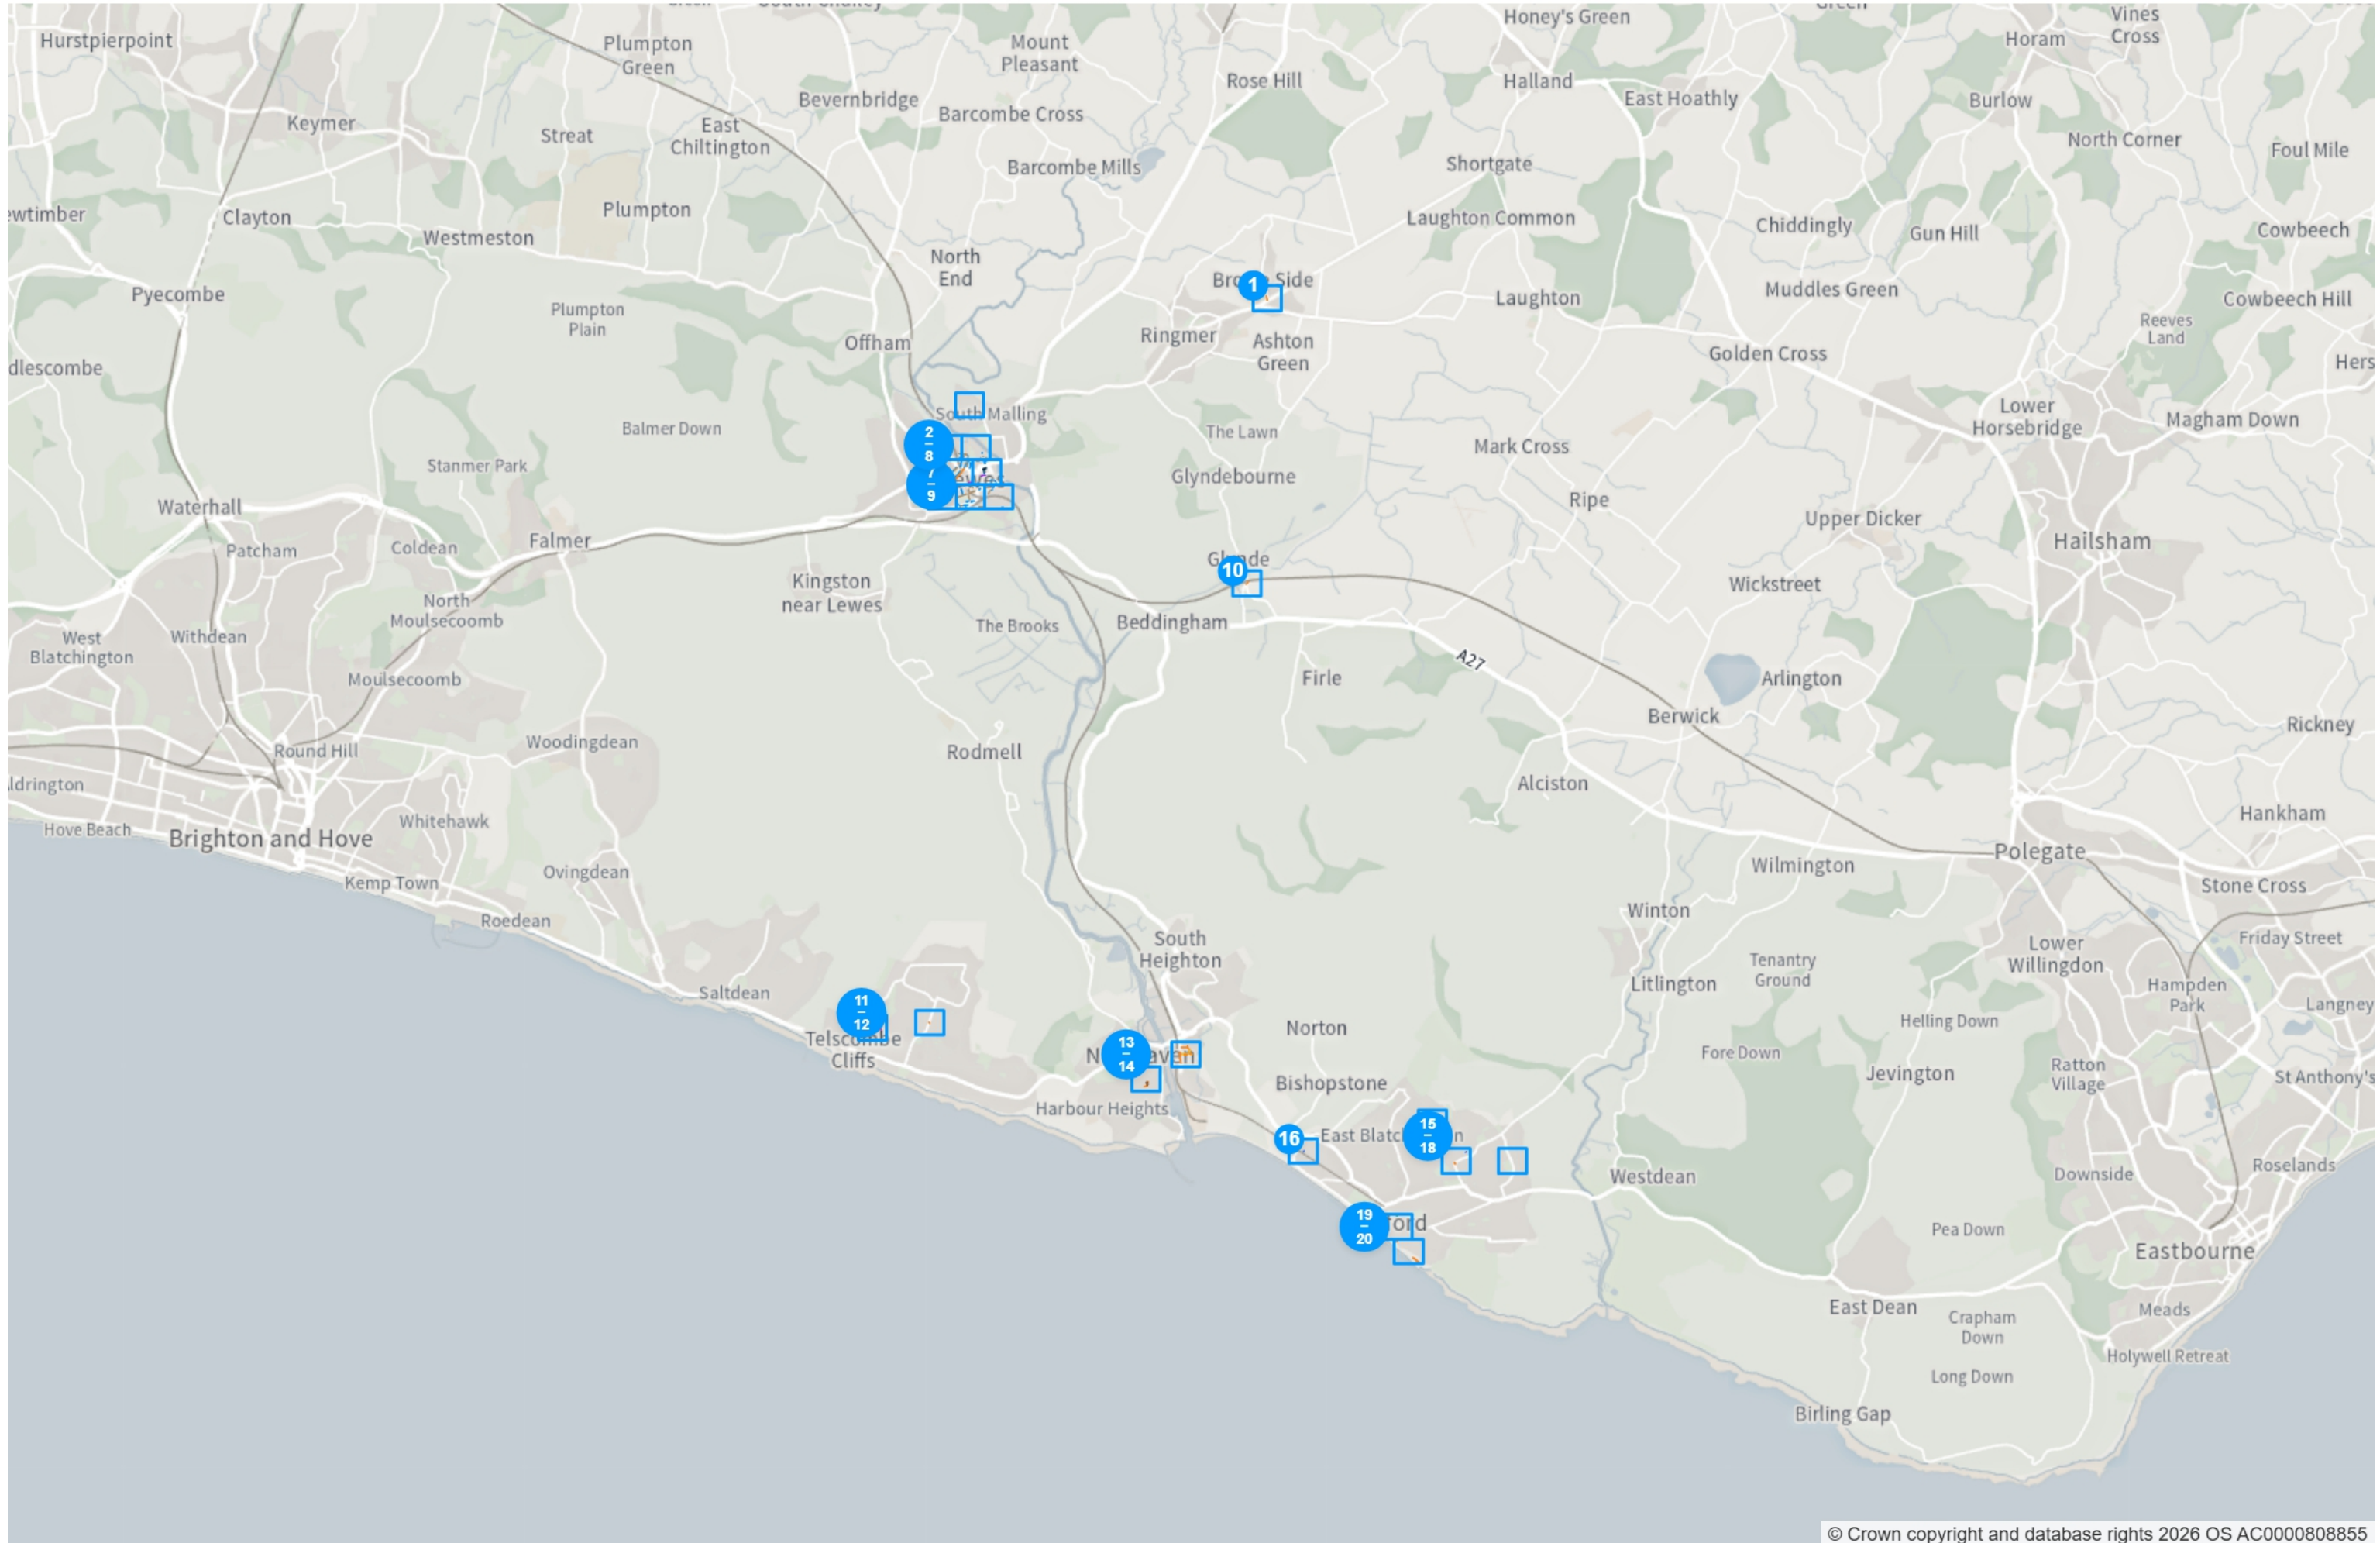 Hurstpierpoint
Plumpton
Green
Mount
Pleasant
Honey's Green
Vines
Cross
Horam
Rose Hill
Halland
East Hoathly
Burlow
Bevernbridge
Barcombe Cross
Keymer
Streat
East
Chiltington
North Corner
Foul Mile
Barcombe Mills
Shortgate
Plumpton
Clayton
Westmeston
Laughton Common
Chiddingly
Gun Hill
Cowbeech
North
End
1
Pyecombe
Plumpton
Plain
Laughton
Muddles Green
Cowbeech Hill
Reeves
Land
Offham
Ringmer
Ashton
Green
Golden Cross
South Malling
Lower
Horsebridge
Magham Down
Balmer Down
2
–
8
The Lawn
Mark Cross
Stanmer Park
7
–
9
Glyndebourne
Ripe
Waterhall
Upper Dicker
Hailsham
Patcham
Coldean
Falmer
10
Kingston
near Lewes
Wickstreet
North
Moulsecoomb
West
Blatchington
Withdean
The Brooks
Beddingham
A27
Moulsecoomb
Firle
Arlington
Berwick
Rickney
Round Hill
Woodingdean
Rodmell
Alciston
Hove Beach
Brighton and Hove
Whitehawk
Hankham
Polegate
Wilmington
Kemp Town
Ovingdean
Stone Cross
Roedean
Winton
South
Heighton
Lower
Willingdon
Friday Street
Tenantry
Ground
Litlington
Hampden
Park
Langney
Saltdean
11
–
12
Telscombe
Cliffs
Norton
Helling Down
13
–
14
Fore Down
Jevington
Ratton
Village
St Anthony's
Bishopstone
Harbour Heights
16
15
–
18
Westdean
Downside
Roselands
19
–
20
Pea Down
Eastbourne
East Dean
Crapham
Down
Meads
Holywell Retreat
Long Down
Birling Gap
© Crown copyright and database rights 2026 OS AC0000808855